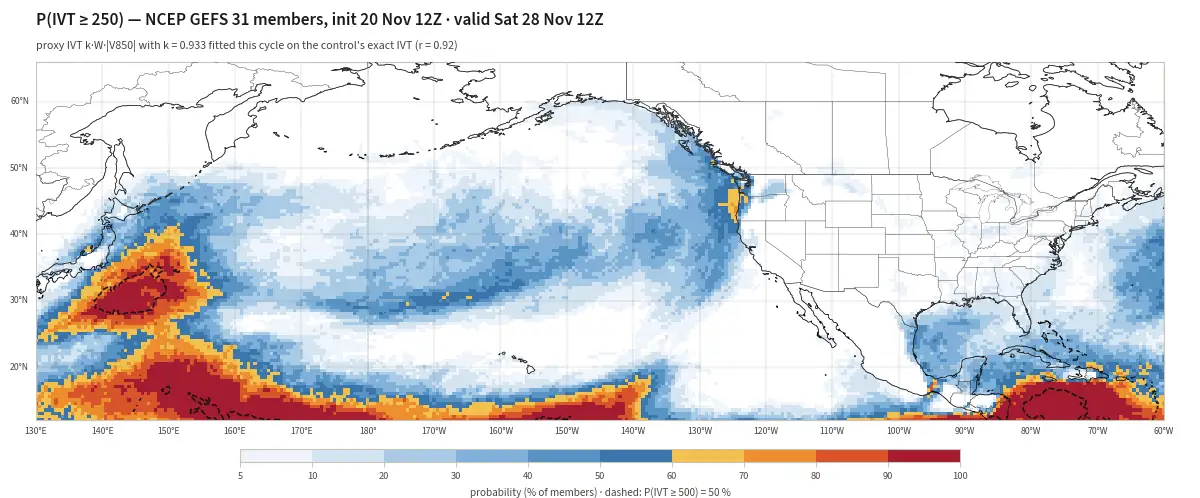 P(IVT ≥ 250) — NCEP GEFS 31 members, init 20 Nov 12Z · valid Sat 28 Nov 12Z
proxy IVT k·W·|V850| with k = 0.933 fitted this cycle on the control's exact IVT (r = 0.92)
60°N
50°N
40°N
30°N
20°N
130°E 140°E 150°E 160°E 170°E 180° 170°W 160°W 150°W 140°W 130°W 120°W 110°W 100°W 90°W 80°W 70°W 60°W
5 10 20 30 40 50 60 70 80 90 100
probability (% of members) · dashed: P(IVT ≥ 500) = 50 %